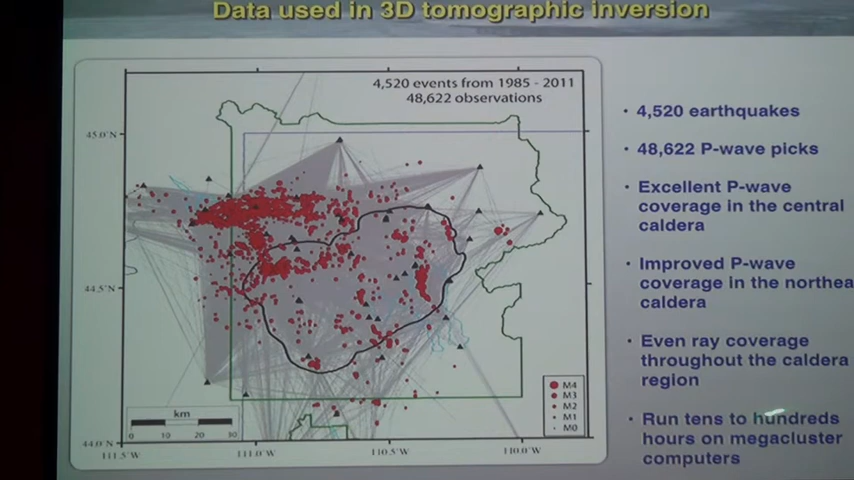 Data used in 3D tomographic inversion
4,520 events from 1985 - 2011
48,622 observations
45.0°N
44.5°N
44.0°N
111.5°W
111.0°W
110.5°W
110.0°W
km
0 10 20 30
M4
M3
M2
M1
M0
• 4,520 earthquakes
• 48,622 P-wave picks
• Excellent P-wave
coverage in the central
caldera
• Improved P-wave
coverage in the northea
caldera
• Even ray coverage
throughout the caldera
region
• Run tens to hundreds
hours on megacluster
computers